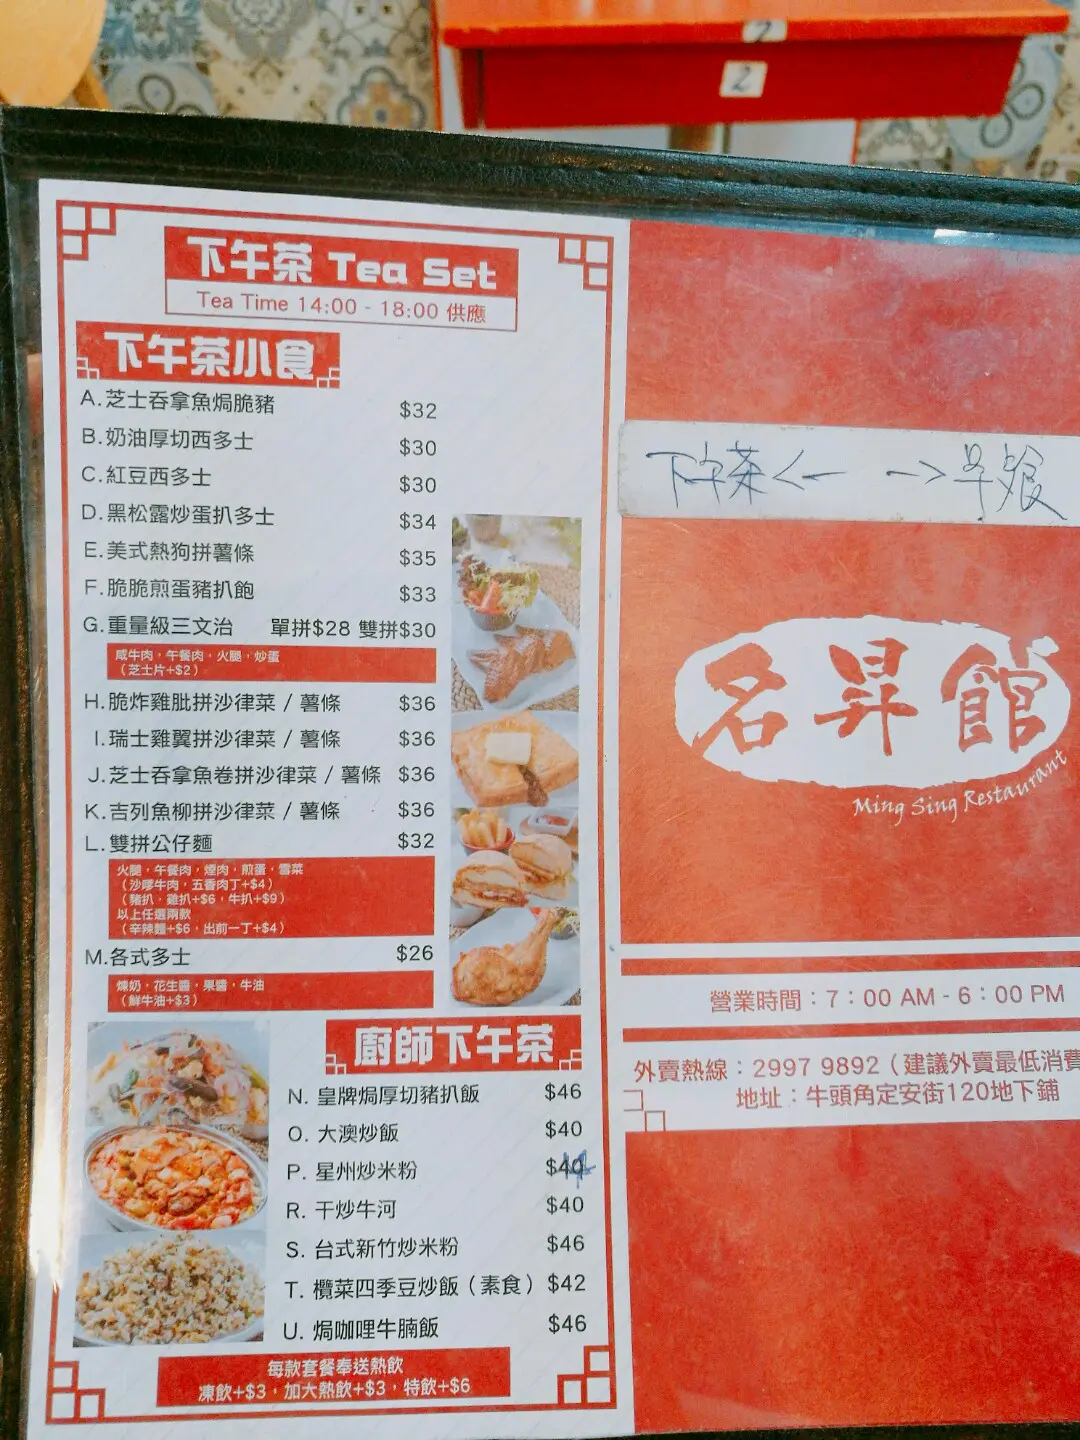 2
2
下午茶 Tea Set
Tea Time 14:00 - 18:00 供應
下午茶小食
A.芝士吞拿魚焗脆豬 $32
B.奶油厚切西多士 $30
C.紅豆西多士 $30
D.黑松露炒蛋扒多士 $34
E.美式熱狗拼薯條 $35
F.脆脆煎蛋豬扒飽 $33
G.重量級三文治 單拼$28 雙拼$30
咸牛肉，午餐肉，火腿，炒蛋
（芝士片+$2）
H.脆炸雞肶拼沙律菜 / 薯條 $36
I.瑞士雞翼拼沙律菜 / 薯條 $36
J.芝士吞拿魚卷拼沙律菜 / 薯條 $36
K.吉列魚柳拼沙律菜 / 薯條 $36
L.雙拼公仔麵 $32
火腿，午餐肉，煙肉，煎蛋，雪菜
（沙嗲牛肉，五香肉丁+$4）
（豬扒，雞扒+$6，牛扒+$9）
以上任選兩款
（辛辣麵+$6，出前一丁+$4）
M.各式多士 $26
煉奶，花生醬，果醬，牛油
（鮮牛油+$3）
廚師下午茶
N. 皇牌焗厚切豬扒飯 $46
O. 大澳炒飯 $40
P. 星州炒米粉 $40
R. 干炒牛河 $40
S. 台式新竹炒米粉 $46
T. 欖菜四季豆炒飯（素食）$42
U. 焗咖哩牛腩飯 $46
每款套餐奉送熱飲
凍飲+$3，加大熱飲+$3，特飲+$6
下午茶 ← → 早餐
名昇館
Ming Sing Restaurant
營業時間：7：00 AM - 6：00 PM
外賣熱線：2997 9892（建議外賣最低消費
地址：牛頭角定安街120地下鋪